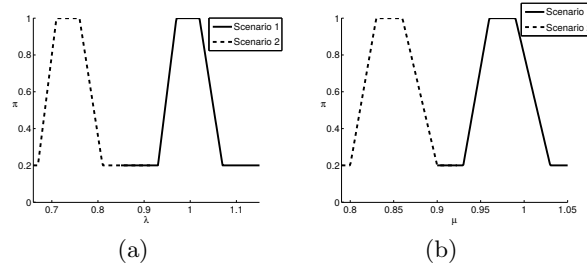 1
0.8
0.6
0.4
0.2
0
π
0.7 0.8 0.9 1 1.1
λ
Scenario 1
Scenario 2
(a)
1
0.8
0.6
0.4
0.2
0
π
0.8 0.85 0.9 0.95 1 1.05
μ
Scenario
Scenario
(b)